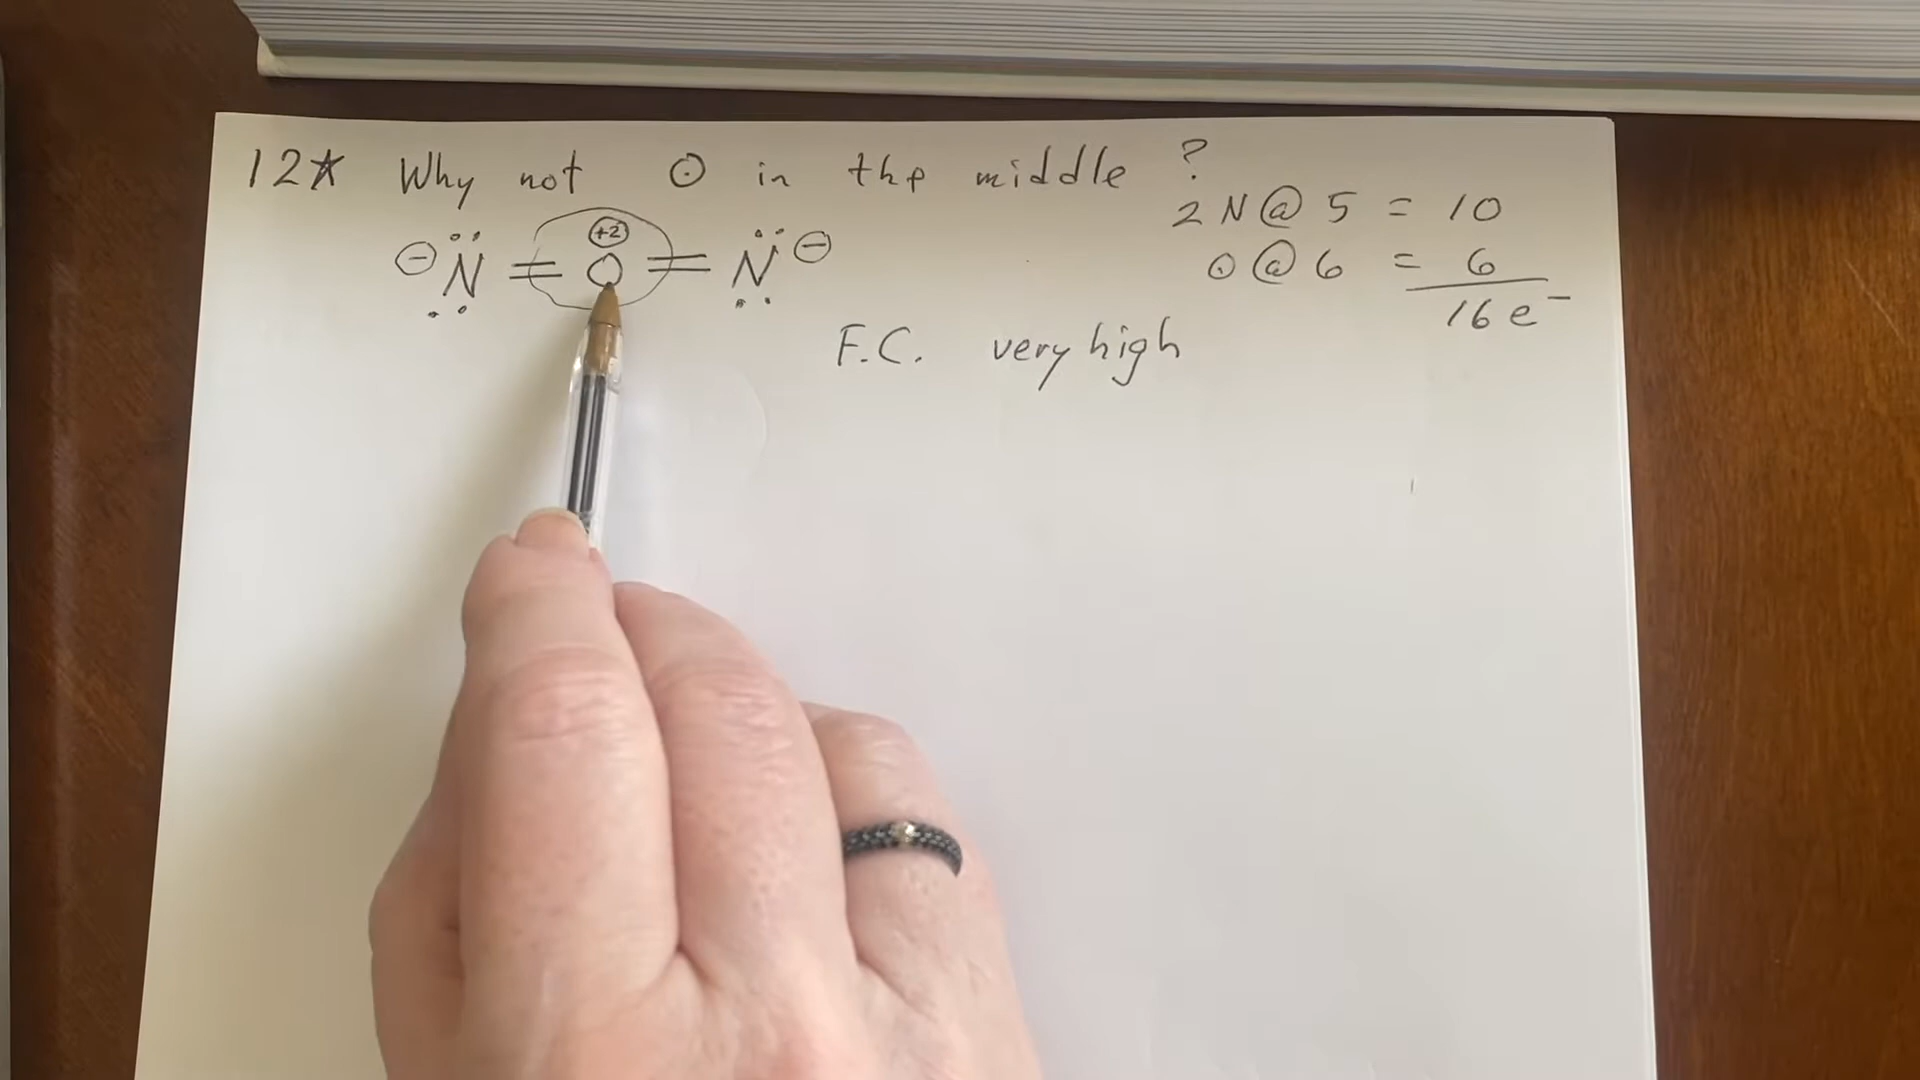 12* Why not O in the middle ?
2 N @ 5 = 10
O @ 6 = 6
16 e⁻
⊖ N̈ = O = N̈ ⊖
+2
F.C. very high